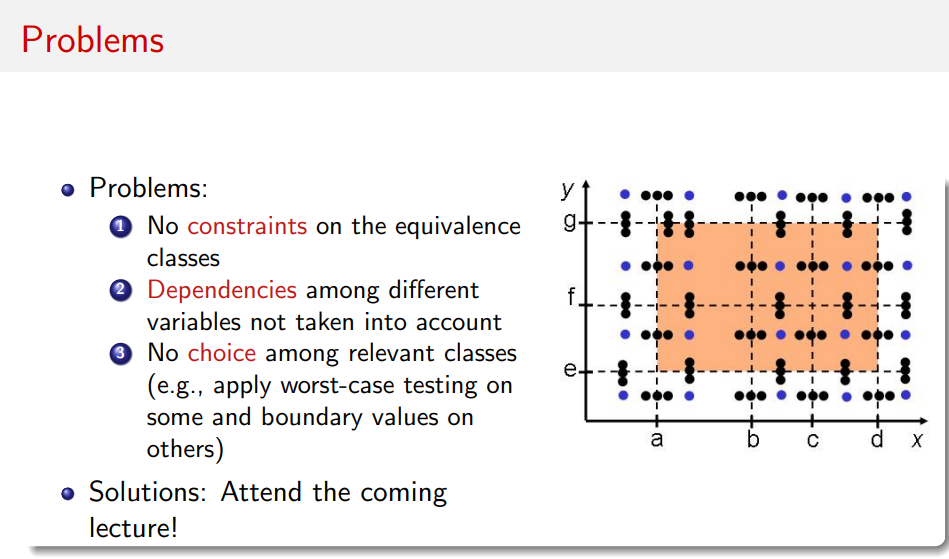 Problems
Problems:
1 No constraints on the equivalence
classes
2 Dependencies among different
variables not taken into account
3 No choice among relevant classes
(e.g., apply worst-case testing on
some and boundary values on
others)
Solutions: Attend the coming
lecture!
y
g
f
e
a b c d x